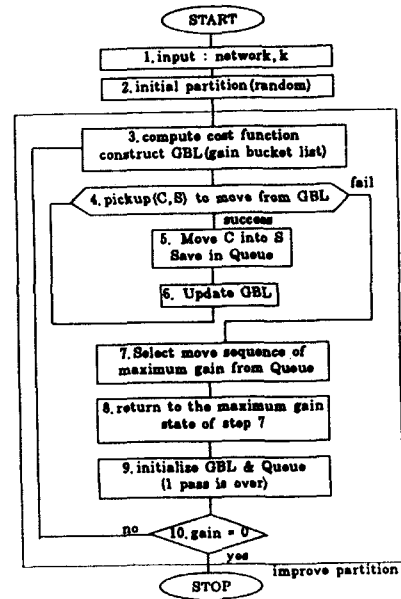 START
1. input : network, k
2. initial partition(random)
3. compute cost function
construct GBL(gain bucket list)
4. pickup(C,S) to move from GBL
fail
success
5. Move C into S
Save in Queue
6. Update GBL
7. Select move sequence of
maximum gain from Queue
8. return to the maximum gain
state of step 7
9. initialize GBL & Queue
(1 pass is over)
no
10. gain = 0
yes
improve partition
STOP